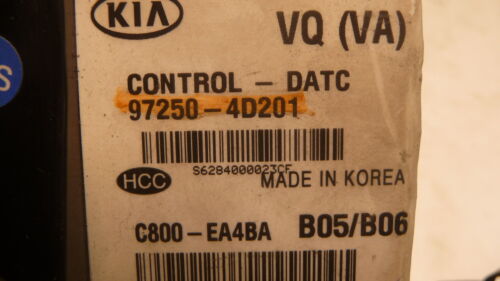 KIA VQ (VA)
S
CONTROL - DATC
97250-4D201
S6284000023CF
HCC MADE IN KOREA
C800-EA4BA B05/B06